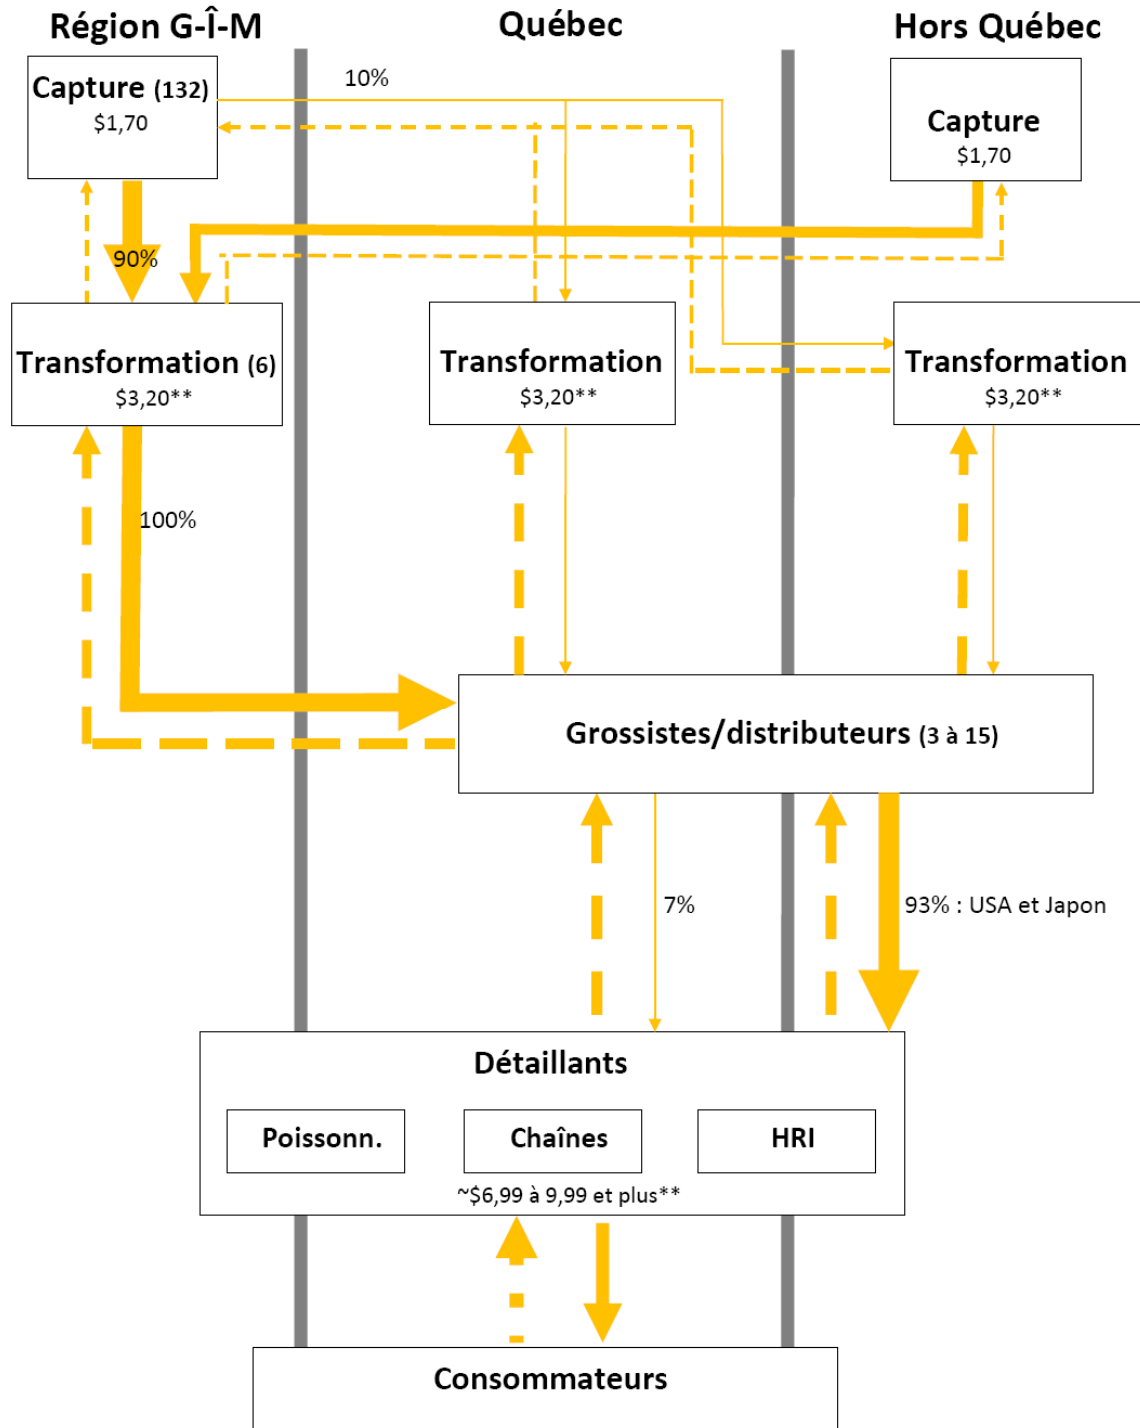 Région G-Î-M
Québec
Hors Québec
Capture (132)
$1,70
10%
Capture
$1,70
90%
Transformation (6)
$3,20**
Transformation
$3,20**
Transformation
$3,20**
100%
Grossistes/distributeurs (3 à 15)
7%
93% : USA et Japon
Détaillants
Poissonn.
Chaînes
HRI
~$6,99 à 9,99 et plus**
Consommateurs